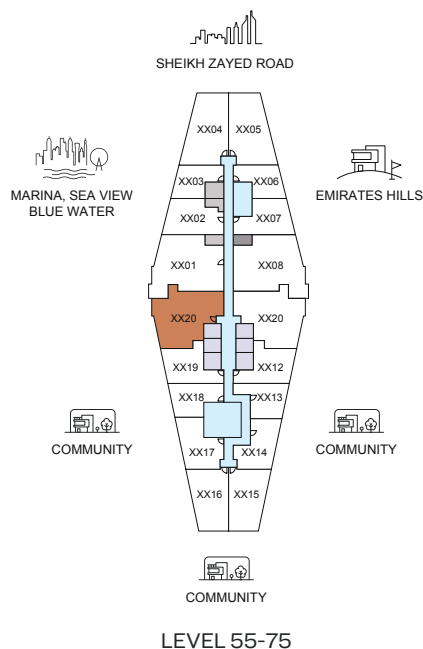 SHEIKH ZAYED ROAD
XX04 XX05
XX03 XX06
MARINA, SEA VIEW
BLUE WATER
EMIRATES HILLS
XX02 XX07
XX01 XX08
XX20 XX20
XX19 XX12
XX18 XX13
COMMUNITY
COMMUNITY
XX17 XX14
XX16 XX15
COMMUNITY
LEVEL 55-75